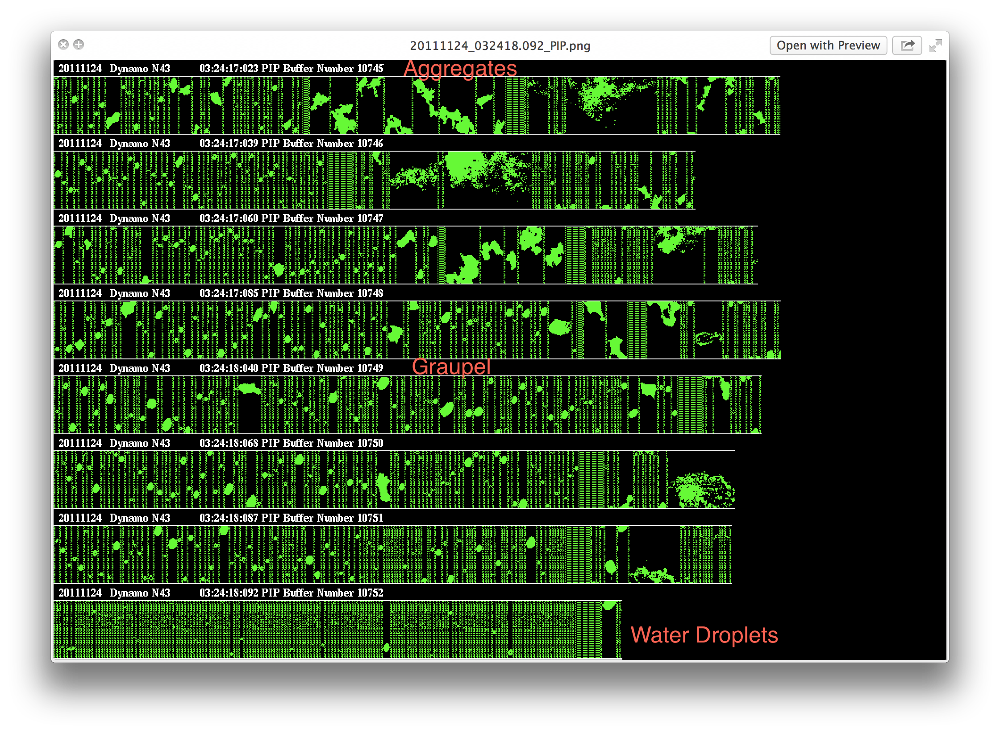 20111124_032418.092_PIP.png
Open with Preview
20111124 Dynamo N43 03:24:17:023 PIP Buffer Number 10745
Aggregates
20111124 Dynamo N43 03:24:17:039 PIP Buffer Number 10746
20111124 Dynamo N43 03:24:17:060 PIP Buffer Number 10747
20111124 Dynamo N43 03:24:17:085 PIP Buffer Number 10748
20111124 Dynamo N43 03:24:18:040 PIP Buffer Number 10749
Graupel
20111124 Dynamo N43 03:24:18:068 PIP Buffer Number 10750
20111124 Dynamo N43 03:24:18:087 PIP Buffer Number 10751
20111124 Dynamo N43 03:24:18:092 PIP Buffer Number 10752
Water Droplets